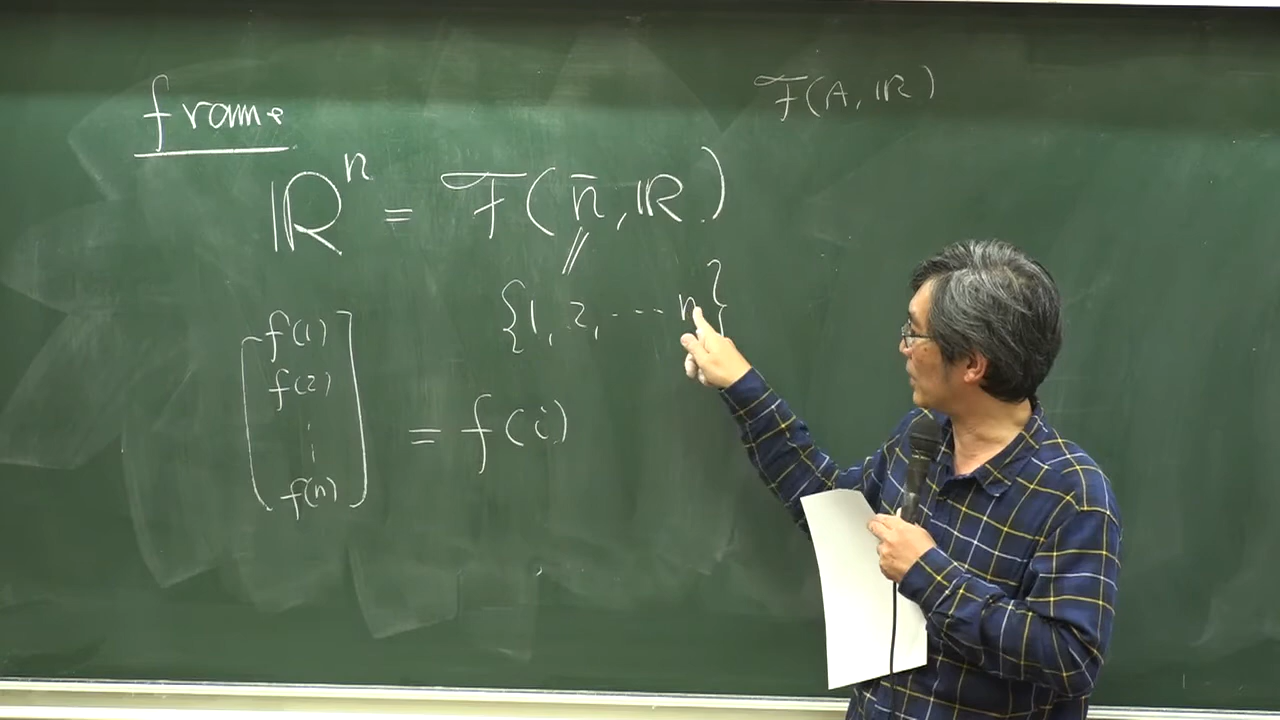 frame
F(A, ℝ)
ℝⁿ = F(n̄, ℝ)
//
{1, 2, ⋯ n}
[f(1)
f(2)
⋮
f(n)] = f(i)